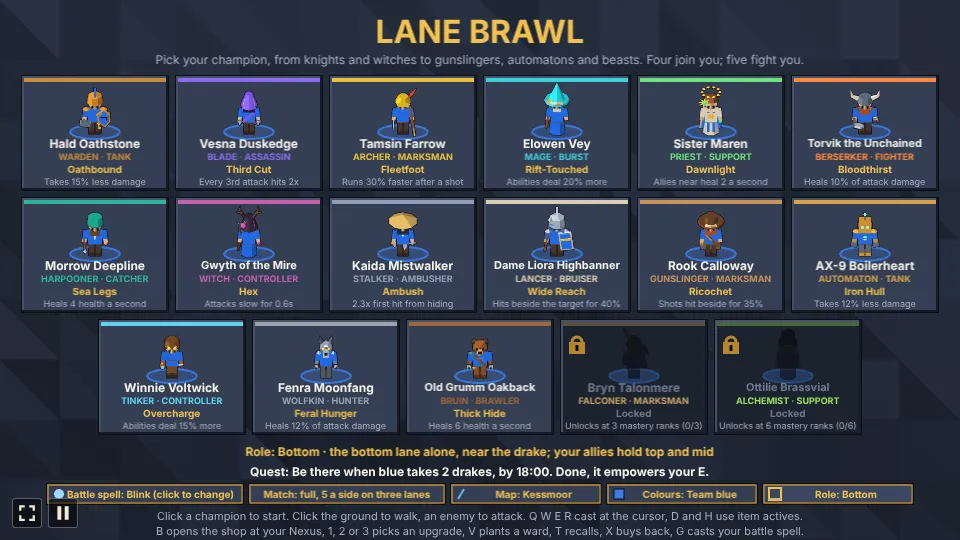 LANE BRAWL
Pick your champion, from knights and witches to gunslingers, automatons and beasts. Four join you; five fight you.
Hald Oathstone
WARDEN · TANK
Oathbound
Takes 15% less damage
Vesna Duskedge
BLADE · ASSASSIN
Third Cut
Every 3rd attack hits 2x
Tamsin Farrow
ARCHER · MARKSMAN
Fleetfoot
Runs 30% faster after a shot
Elowen Vey
MAGE · BURST
Rift-Touched
Abilities deal 20% more
Sister Maren
PRIEST · SUPPORT
Dawnlight
Allies near heal 2 a second
Torvik the Unchained
BERSERKER · FIGHTER
Bloodthirst
Heals 10% of attack damage
Morrow Deepline
HARPOONER · CATCHER
Sea Legs
Heals 4 health a second
Gwyth of the Mire
WITCH · CONTROLLER
Hex
Attacks slow for 0.6s
Kaida Mistwalker
STALKER · AMBUSHER
Ambush
2.3x first hit from hiding
Dame Liora Highbanner
LANCER · BRUISER
Wide Reach
Hits beside the target for 40%
Rook Calloway
GUNSLINGER · MARKSMAN
Ricochet
Shots hit beside for 35%
AX-9 Boilerheart
AUTOMATON · TANK
Iron Hull
Takes 12% less damage
Winnie Voltwick
TINKER · CONTROLLER
Overcharge
Abilities deal 15% more
Fenra Moonfang
WOLFKIN · HUNTER
Feral Hunger
Heals 12% of attack damage
Old Grumm Oakback
BRUIN · BRAWLER
Thick Hide
Heals 6 health a second
Bryn Talonmere
FALCONER · MARKSMAN
Locked
Unlocks at 3 mastery ranks (0/3)
Ottilie Brassvial
ALCHEMIST · SUPPORT
Locked
Unlocks at 6 mastery ranks (0/6)
Role: Bottom · the bottom lane alone, near the drake; your allies hold top and mid
Quest: Be there when blue takes 2 drakes, by 18:00. Done, it empowers your E.
Battle spell: Blink (click to change)
Match: full, 5 a side on three lanes
Map: Kessmoor
Colours: Team blue
Role: Bottom
Click a champion to start. Click the ground to walk, an enemy to attack. Q W E R cast at the cursor, D and H use item actives.
B opens the shop at your Nexus, 1, 2 or 3 picks an upgrade, V plants a ward, T recalls, X buys back, G casts your battle spell.